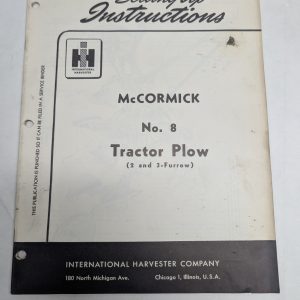 Setting Up
Instructions
IH
INTERNATIONAL
HARVESTER
McCORMICK
No. 8
Tractor Plow
(2 and 3-Furrow)
THIS PUBLICATION IS PUNCHED SO IT CAN BE FILED IN A SERVICE BINDER
INTERNATIONAL HARVESTER COMPANY
180 North Michigan Ave. Chicago 1, Illinois, U.S.A.